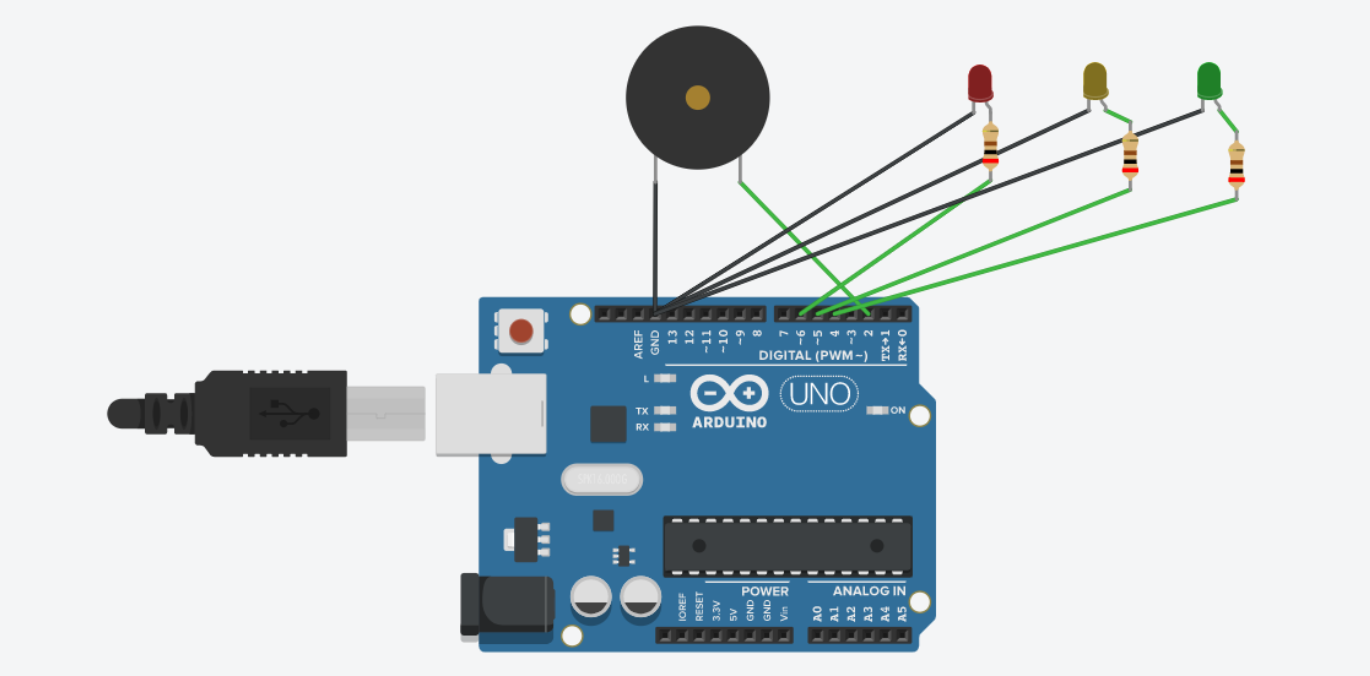 AREF
GND
13
12
~11
~10
~9
8
7
~6
~5
4
~3
2
TX→1
RX←0
DIGITAL (PWM~)
L
TX
RX
ARDUINO
UNO
ON
POWER
ANALOG IN
IOREF
RESET
3.3V
5V
GND
GND
Vin
A0
A1
A2
A3
A4
A5